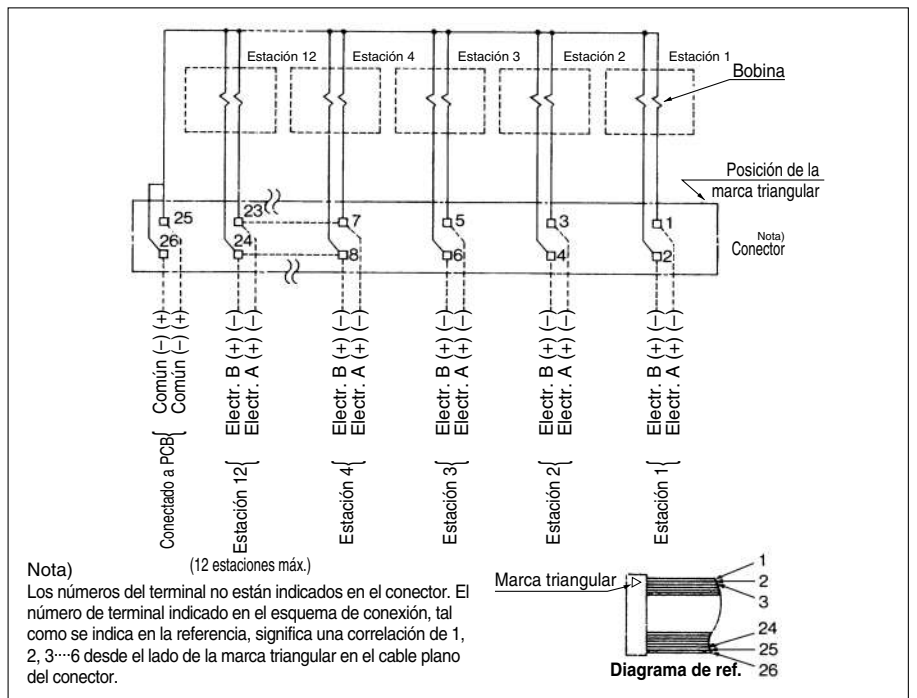 Estación 12
Estación 4
Estación 3
Estación 2
Estación 1
Bobina
Posición de la
marca triangular
25
23
7
5
3
1
26
24
8
6
4
2
Nota)
Conector
Común (–) (+)
Común (–) (+)
Electr. B (+) (–)
Electr. A (+) (–)
Electr. B (+) (–)
Electr. A (+) (–)
Electr. B (+) (–)
Electr. A (+) (–)
Electr. B (+) (–)
Electr. A (+) (–)
Electr. B (+) (–)
Electr. A (+) (–)
Conectado a PCB
Estación 12
Estación 4
Estación 3
Estación 2
Estación 1
(12 estaciones máx.)
Nota)
Los números del terminal no están indicados en el conector. El
número de terminal indicado en el esquema de conexión, tal
como se indica en la referencia, significa una correlación de 1,
2, 3····6 desde el lado de la marca triangular en el cable plano
del conector.
Marca triangular
1
2
3
24
25
26
Diagrama de ref.